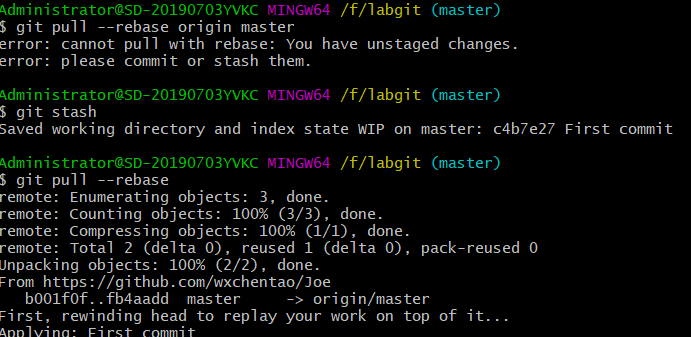 Administrator@SD-20190703YVKC MINGW64 /f/labgit (master)
$ git pull --rebase origin master
error: cannot pull with rebase: You have unstaged changes.
error: please commit or stash them.
Administrator@SD-20190703YVKC MINGW64 /f/labgit (master)
$ git stash
Saved working directory and index state WIP on master: c4b7e27 First commit
Administrator@SD-20190703YVKC MINGW64 /f/labgit (master)
$ git pull --rebase
remote: Enumerating objects: 3, done.
remote: Counting objects: 100% (3/3), done.
remote: Compressing objects: 100% (1/1), done.
remote: Total 2 (delta 0), reused 1 (delta 0), pack-reused 0
Unpacking objects: 100% (2/2), done.
From https://github.com/wxchentao/Joe
b001f0f..fb4aadd master -> origin/master
First, rewinding head to replay your work on top of it...
Applying: First commit